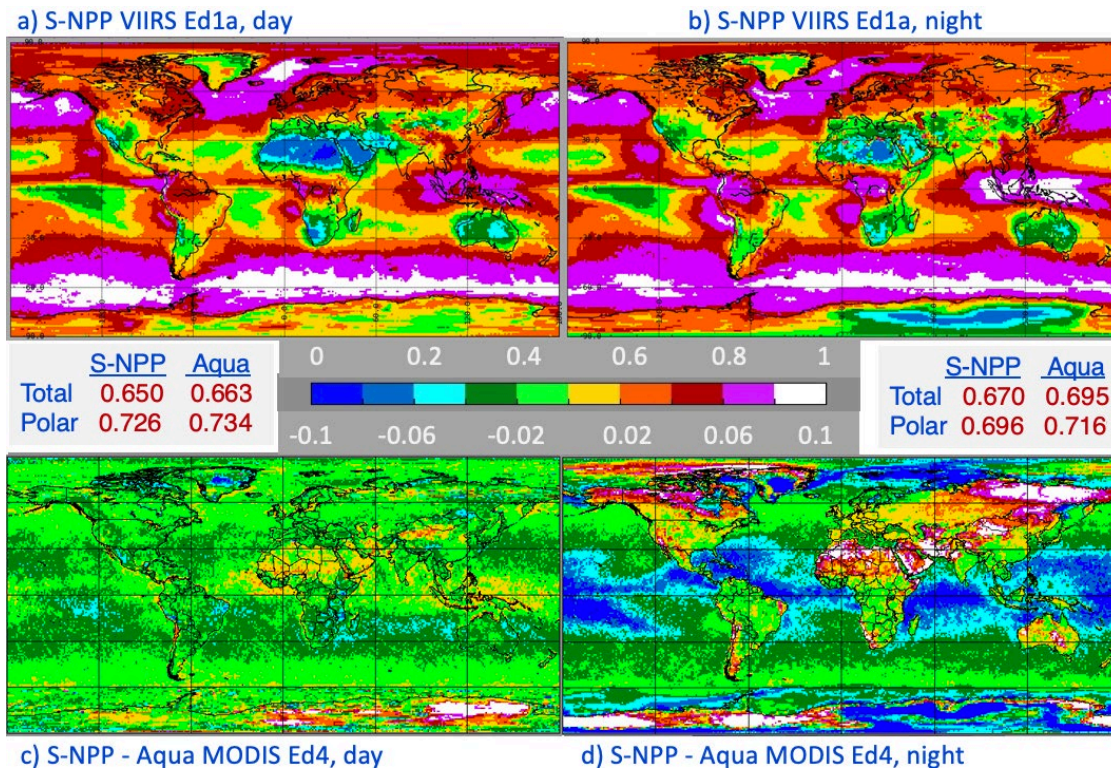 a) S-NPP VIIRS Ed1a, day
b) S-NPP VIIRS Ed1a, night
S-NPP Aqua
Total 0.650 0.663
Polar 0.726 0.734
0 0.2 0.4 0.6 0.8 1
-0.1 -0.06 -0.02 0.02 0.06 0.1
S-NPP Aqua
Total 0.670 0.695
Polar 0.696 0.716
c) S-NPP - Aqua MODIS Ed4, day
d) S-NPP - Aqua MODIS Ed4, night